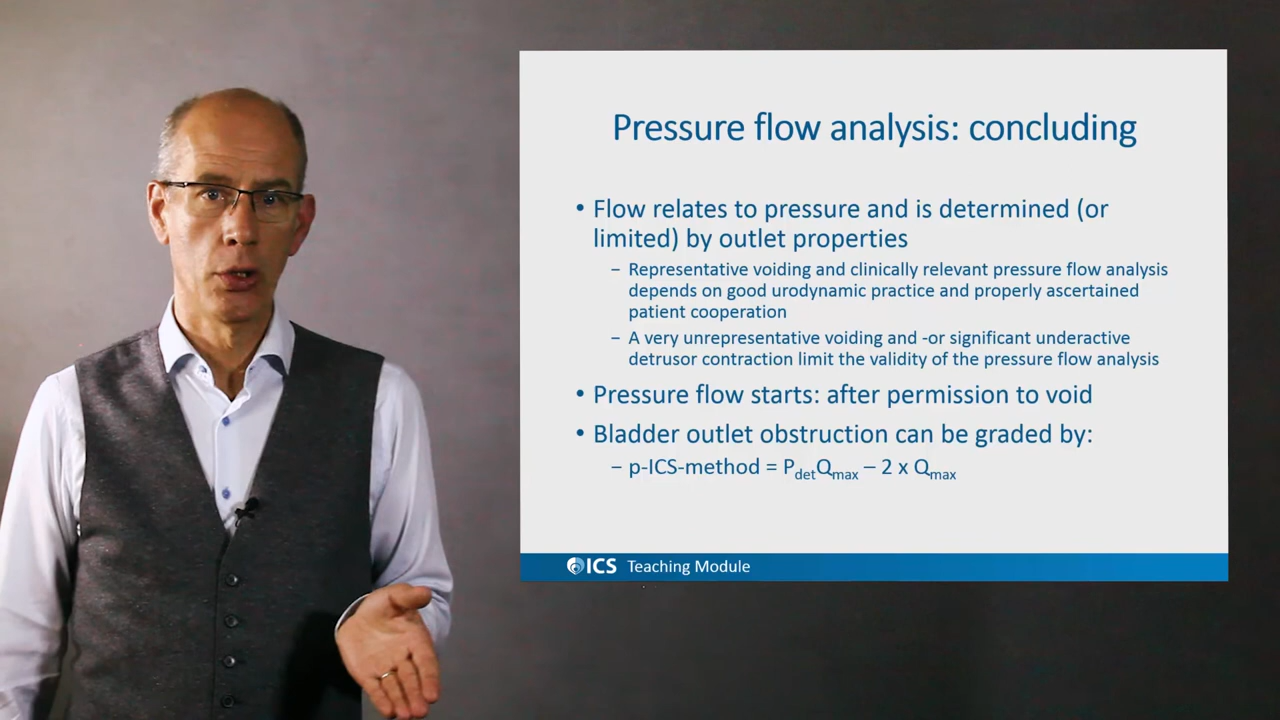 Pressure flow analysis: concluding
• Flow relates to pressure and is determined (or
limited) by outlet properties
– Representative voiding and clinically relevant pressure flow analysis
depends on good urodynamic practice and properly ascertained
patient cooperation
– A very unrepresentative voiding and -or significant underactive
detrusor contraction limit the validity of the pressure flow analysis
• Pressure flow starts: after permission to void
• Bladder outlet obstruction can be graded by:
– p-ICS-method = PdetQmax – 2 x Qmax
ICS Teaching Module